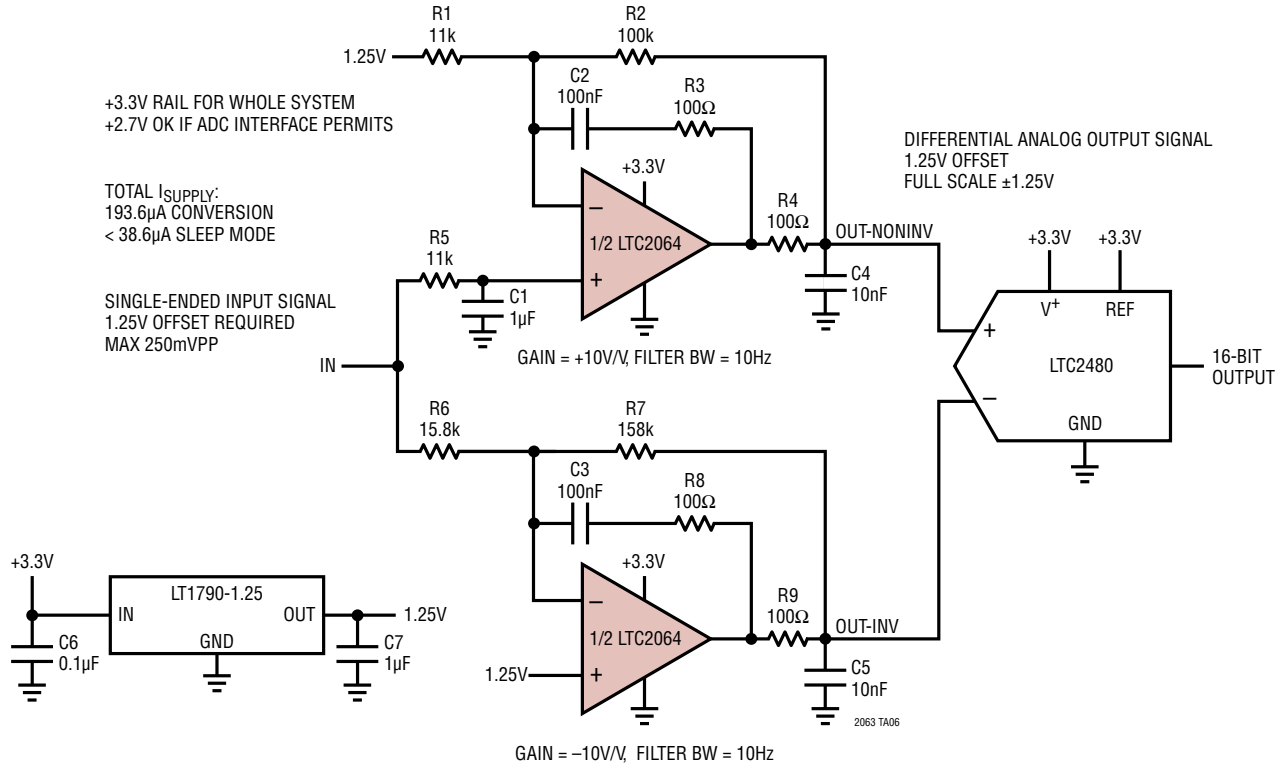 R1
11k
R2
100k
1.25V
C2
100nF
R3
100Ω
+3.3V RAIL FOR WHOLE SYSTEM
+2.7V OK IF ADC INTERFACE PERMITS
DIFFERENTIAL ANALOG OUTPUT SIGNAL
1.25V OFFSET
FULL SCALE ±1.25V
+3.3V
TOTAL ISUPPLY:
193.6µA CONVERSION
< 38.6µA SLEEP MODE
–
1/2 LTC2064
+
R4
100Ω
OUT-NONINV
R5
11k
C1
1µF
C4
10nF
+3.3V
+3.3V
V+
REF
+
–
LTC2480
GND
16-BIT
OUTPUT
SINGLE-ENDED INPUT SIGNAL
1.25V OFFSET REQUIRED
MAX 250mVPP
IN
GAIN = +10V/V, FILTER BW = 10Hz
R6
15.8k
R7
158k
C3
100nF
R8
100Ω
+3.3V
–
1/2 LTC2064
+
1.25V
R9
100Ω
OUT-INV
C5
10nF
+3.3V
LT1790-1.25
IN
OUT
GND
1.25V
C6
0.1µF
C7
1µF
2063 TA06
GAIN = –10V/V, FILTER BW = 10Hz